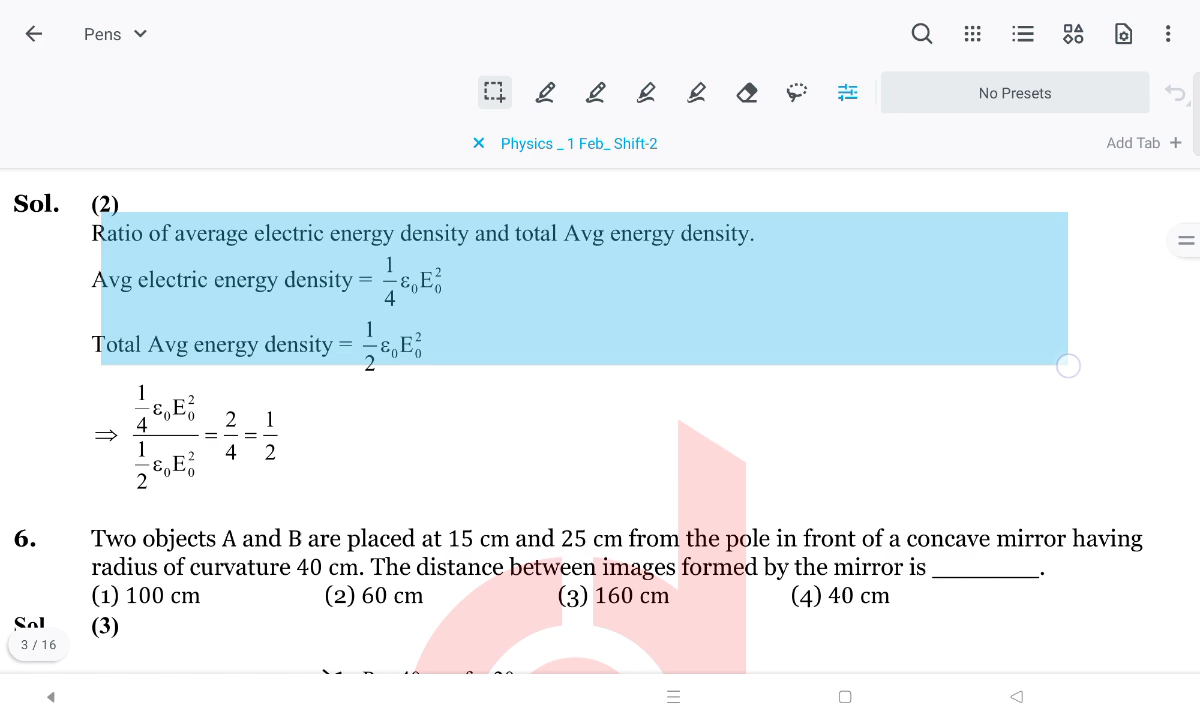 Pens
No Presets
Physics _ 1 Feb_ Shift-2
Add Tab +
Sol. (2)
Ratio of average electric energy density and total Avg energy density.
Avg electric energy density = 1/4 ε₀E₀²
Total Avg energy density = 1/2 ε₀E₀²
⇒ (1/4 ε₀E₀²)/(1/2 ε₀E₀²) = 2/4 = 1/2
6. Two objects A and B are placed at 15 cm and 25 cm from the pole in front of a concave mirror having
radius of curvature 40 cm. The distance between images formed by the mirror is _________.
(1) 100 cm (2) 60 cm (3) 160 cm (4) 40 cm
Sol (3)
3 / 16